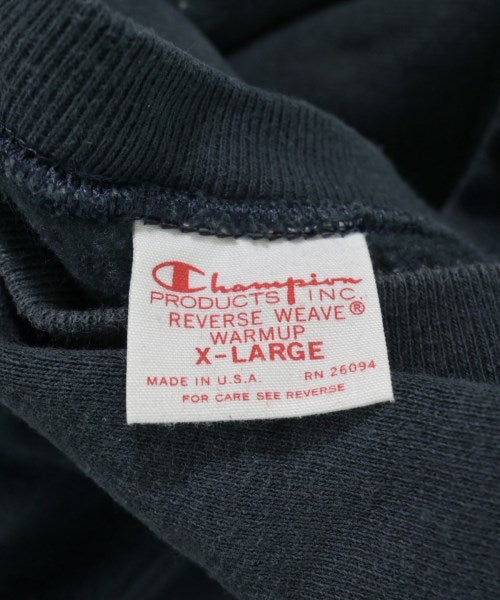 Champion
PRODUCTS INC.
REVERSE WEAVE®
WARMUP
X-LARGE
MADE IN U.S.A. RN 26094
FOR CARE SEE REVERSE